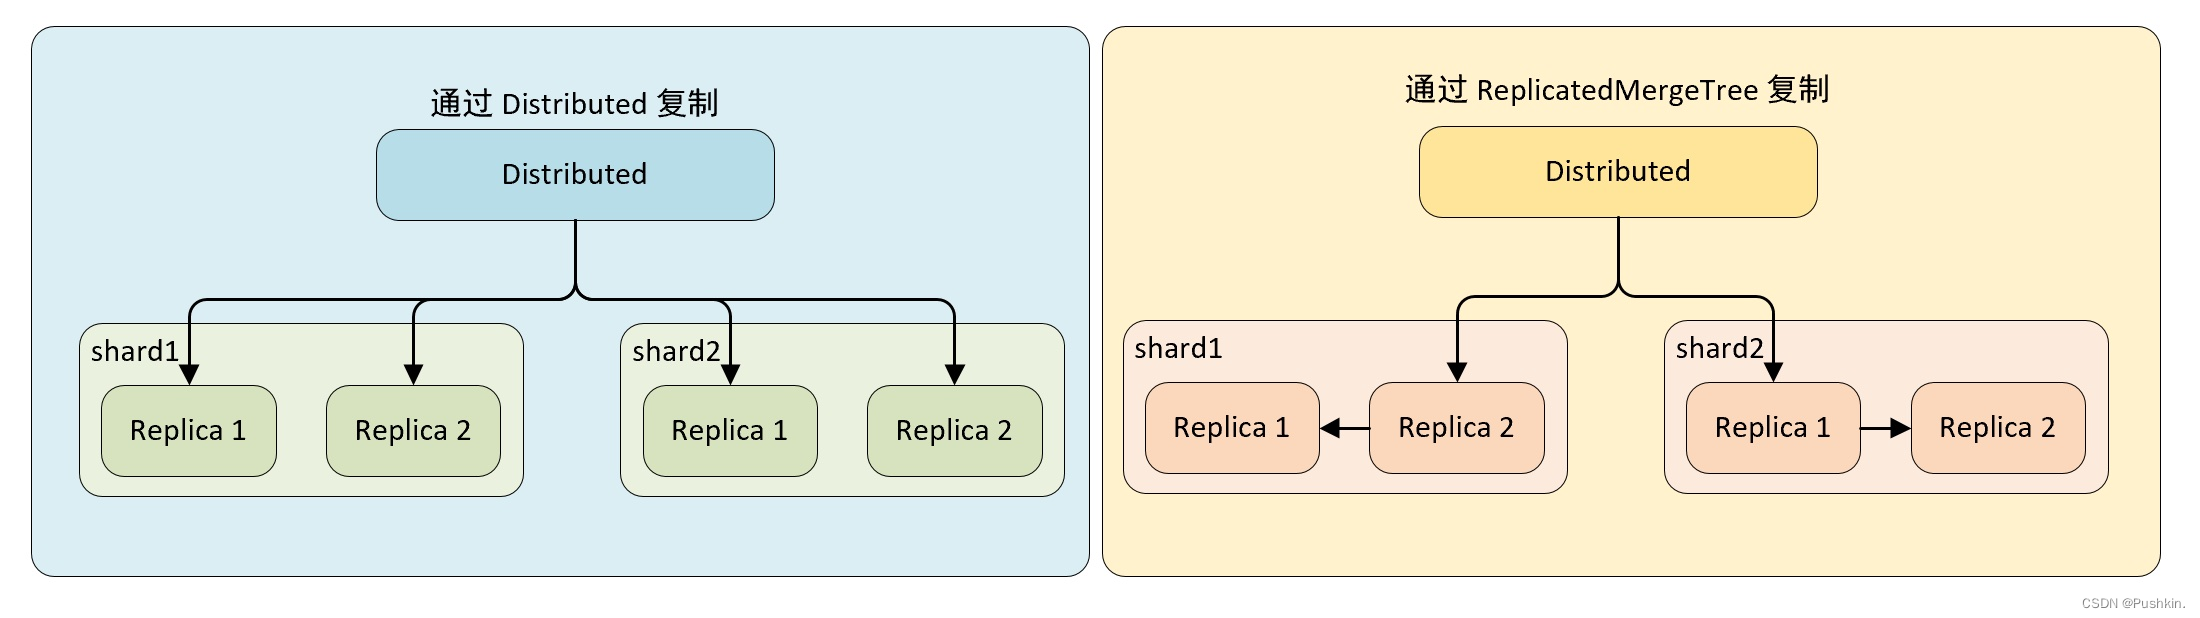 通过 Distributed 复制
Distributed
shard1
Replica 1
Replica 2
shard2
Replica 1
Replica 2
通过 ReplicatedMergeTree 复制
Distributed
shard1
Replica 1
Replica 2
shard2
Replica 1
Replica 2
CSDN @Pushkin.